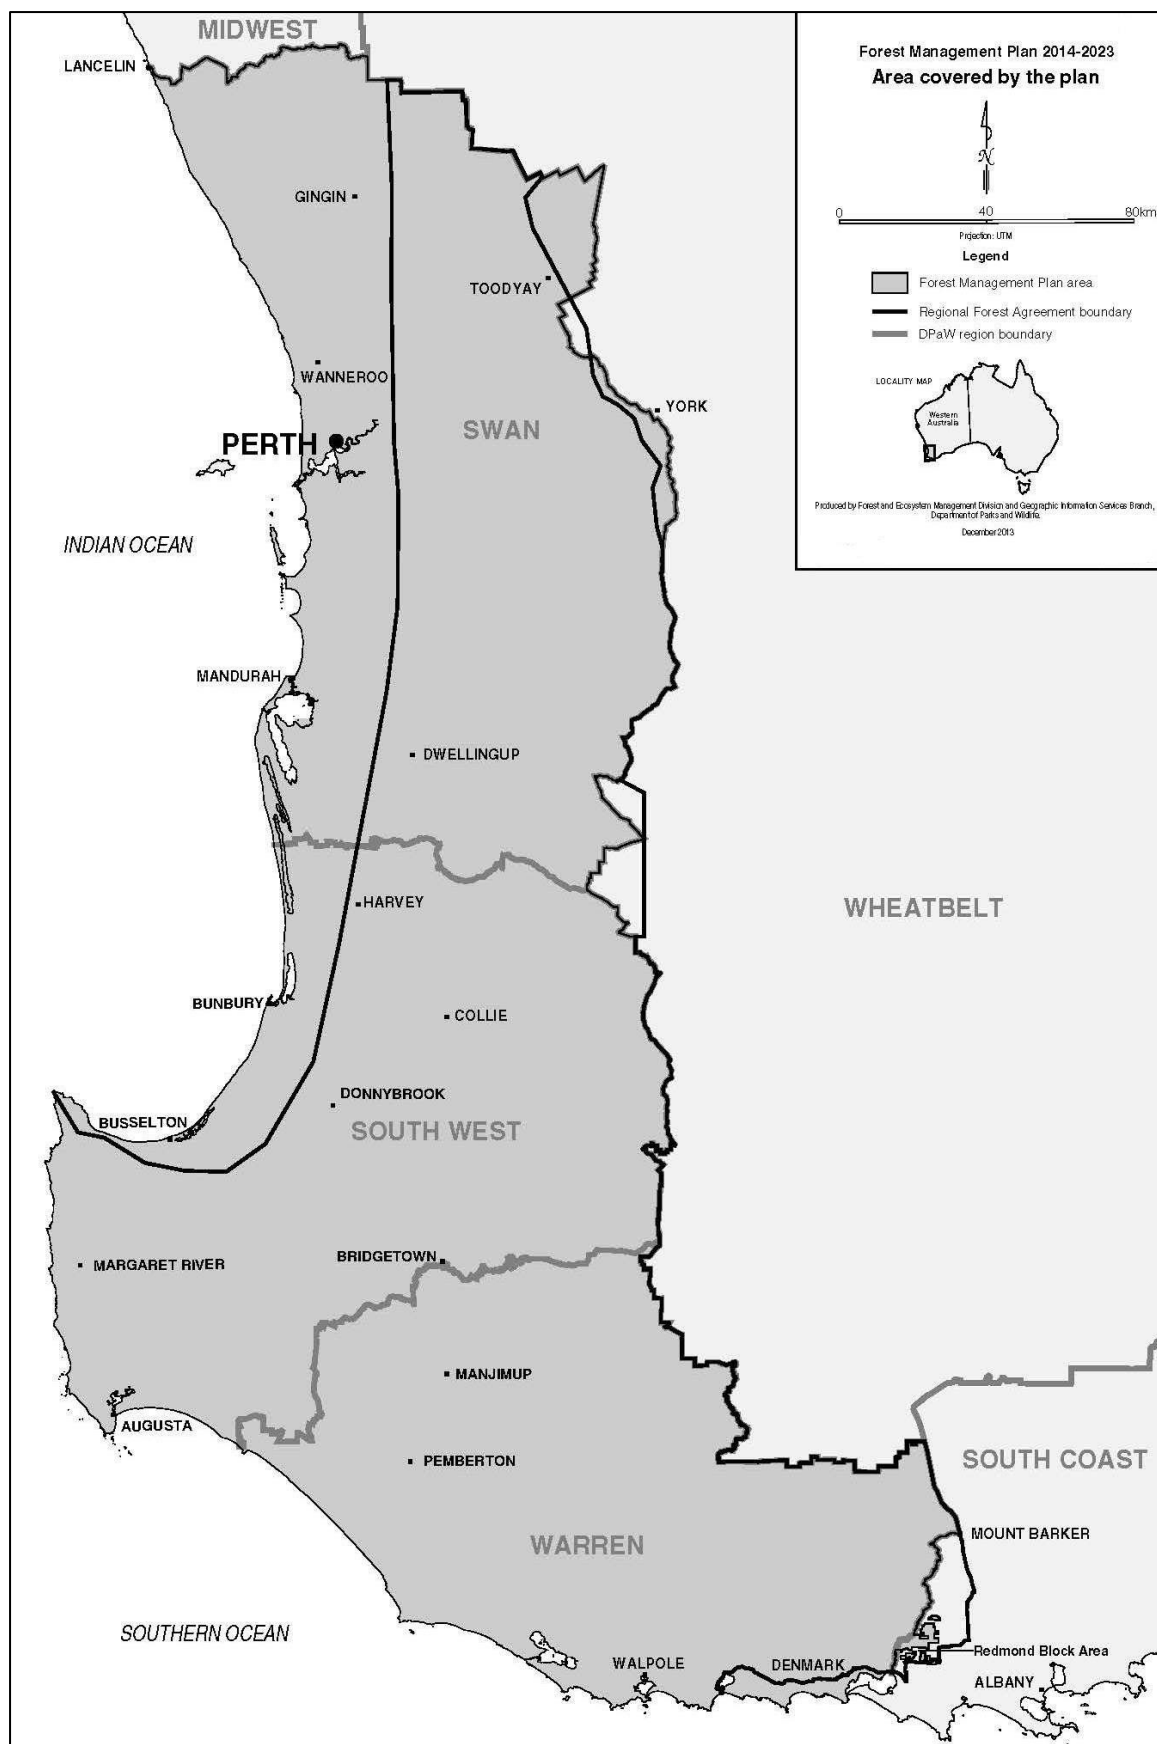 MIDWEST
LANCELIN
GINGIN
TOODYAY
WANNEROO
YORK
SWAN
PERTH
INDIAN OCEAN
MANDURAH
DWELLINGUP
HARVEY
WHEATBELT
BUNBURY
COLLIE
DONNYBROOK
BUSSELTON
SOUTH WEST
BRIDGETOWN
MARGARET RIVER
MANJIMUP
AUGUSTA
PEMBERTON
SOUTH COAST
MOUNT BARKER
WARREN
SOUTHERN OCEAN
Redmond Block Area
WALPOLE
DENMARK
ALBANY
Forest Management Plan 2014-2023
Area covered by the plan
N
0 40 80km
Projection: UTM
Legend
Forest Management Plan area
Regional Forest Agreement boundary
DPaW region boundary
LOCALITY MAP
Western
Australia
Produced by Forest and Ecosystem Management Division and Geographic Information Services Branch,
Department of Parks and Wildlife.
December 2013